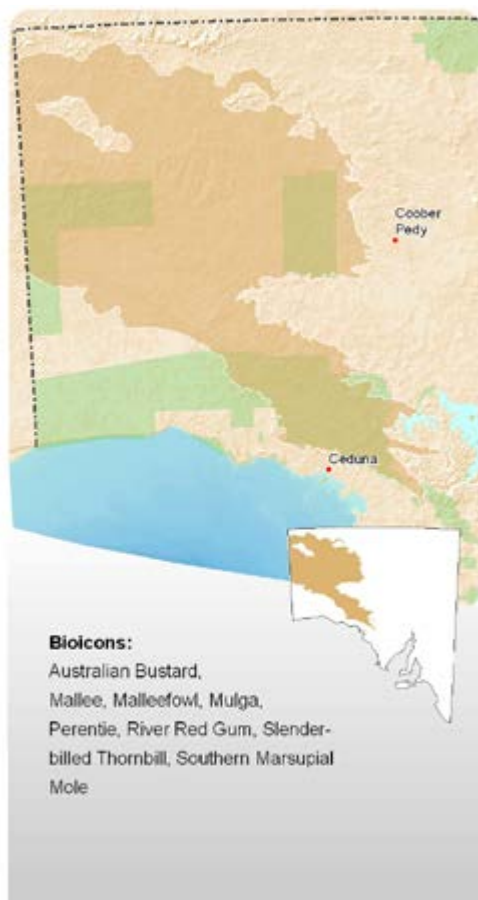 Coober
Pedy
Ceduna
Bioicons:
Australian Bustard,
Mallee, Malleefowl, Mulga,
Perentie, River Red Gum, Slender-
billed Thornbill, Southern Marsupial
Mole